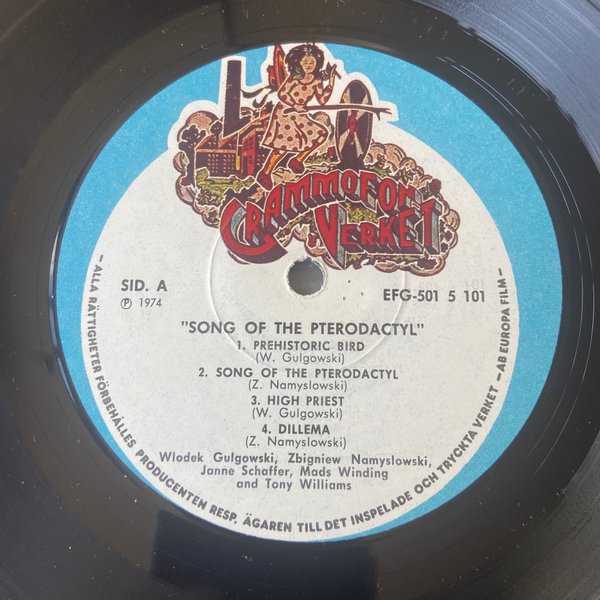 GRAMMOFON
VERKET
SID. A
℗ 1974
EFG-501 5 101
"SONG OF THE PTERODACTYL"
1. PREHISTORIC BIRD
(W. Gulgowski)
2. SONG OF THE PTERODACTYL
(Z. Namyslowski)
3. HIGH PRIEST
(W. Gulgowski)
4. DILLEMA
(Z. Namyslowski)
Wlodek Gulgowski, Zbigniew Namyslowski,
Janne Schaffer, Mads Winding
and Tony Williams
– ALLA RÄTTIGHETER FÖRBEHÅLLES PRODUCENTEN RESP. ÄGAREN TILL DET INSPELADE OCH TRYCKTA VERKET – AB EUROPA FILM –